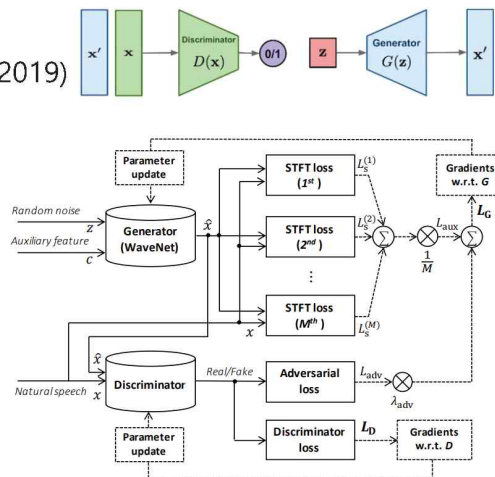 2019)
x'
x
Discriminator
D(x)
0/1
z
Generator
G(z)
x'
Parameter
update
STFT loss
(1st)
L_s^(1)
Gradients
w.r.t. G
L_G
Random noise
z
Auxiliary feature
c
Generator
(WaveNet)
x̂
STFT loss
(2nd)
L_s^(2)
Σ
1/M
L_aux
Σ
⋮
STFT loss
(Mth)
L_s^(M)
x
x̂
Natural speech
x
Discriminator
Real/Fake
Adversarial
loss
L_adv
λ_adv
Parameter
update
Discriminator
loss
L_D
Gradients
w.r.t. D